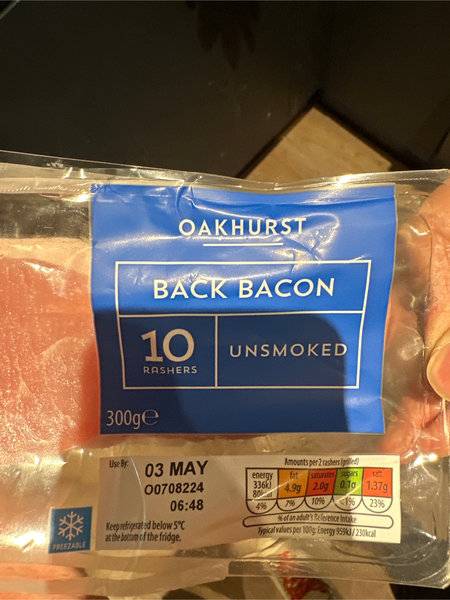 OAKHURST
BACK BACON
10
RASHERS
UNSMOKED
300g℮
Use By:
03 MAY
O0708224
06:48
Keep refrigerated below 5°C
at the bottom of the fridge.
FREEZABLE
Amounts per 2 rashers (grilled)
energy fat saturates sugars salt
336kJ 4.9g 2.0g 0.1g 1.37g
4% 7% 10% <1% 23%
% of an adult's Reference Intake
Typical values per 100g: Energy 959kJ/230kcal